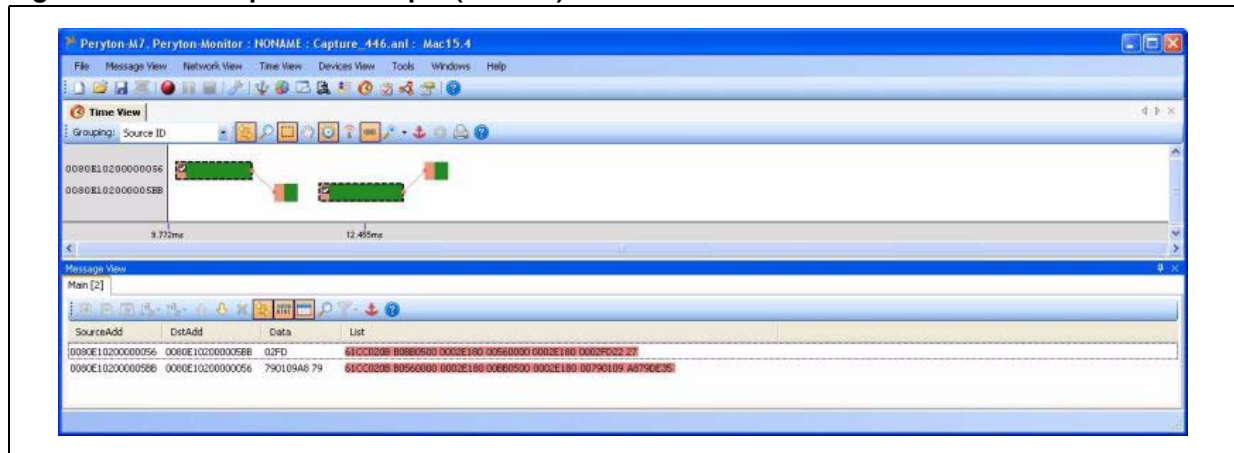 Peryton-M7, Peryton-Monitor : NONAME : Capture_446.anl : Mac15.4
File Message View Network View Time View Devices View Tools Windows Help
Time View
Grouping: Source ID
0080E10200000056
0080E102000005BB
9.772ms 12.455ms
Message View
Main [2]
SourceAdd DstAdd Data List
0080E10200000056 0080E102000005BB 02FD 61CC020B B0BB0500 0002E180 00560000 0002E180 0002FD22 27
0080E102000005BB 0080E10200000056 790109A8 79 61CC020B B0560000 0002E180 00BB0500 0002E180 00790109 A879DE35